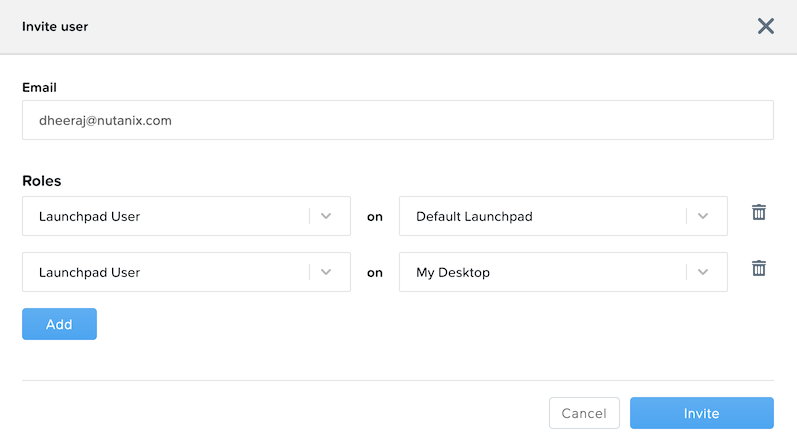 Invite user
Email
dheeraj@nutanix.com
Roles
Launchpad User on Default Launchpad
Launchpad User on My Desktop
Add
Cancel Invite